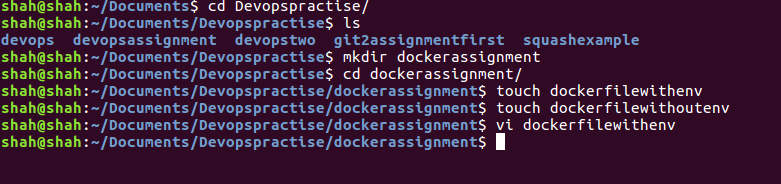 shah@shah:~/Documents$ cd Devopspractise/
shah@shah:~/Documents/Devopspractise$ ls
devops  devopsassignment  devopstwo  git2assignmentfirst  squashexample
shah@shah:~/Documents/Devopspractise$ mkdir dockerassignment
shah@shah:~/Documents/Devopspractise$ cd dockerassignment/
shah@shah:~/Documents/Devopspractise/dockerassignment$ touch dockerfilewithenv
shah@shah:~/Documents/Devopspractise/dockerassignment$ touch dockerfilewithoutenv
shah@shah:~/Documents/Devopspractise/dockerassignment$ vi dockerfilewithenv
shah@shah:~/Documents/Devopspractise/dockerassignment$